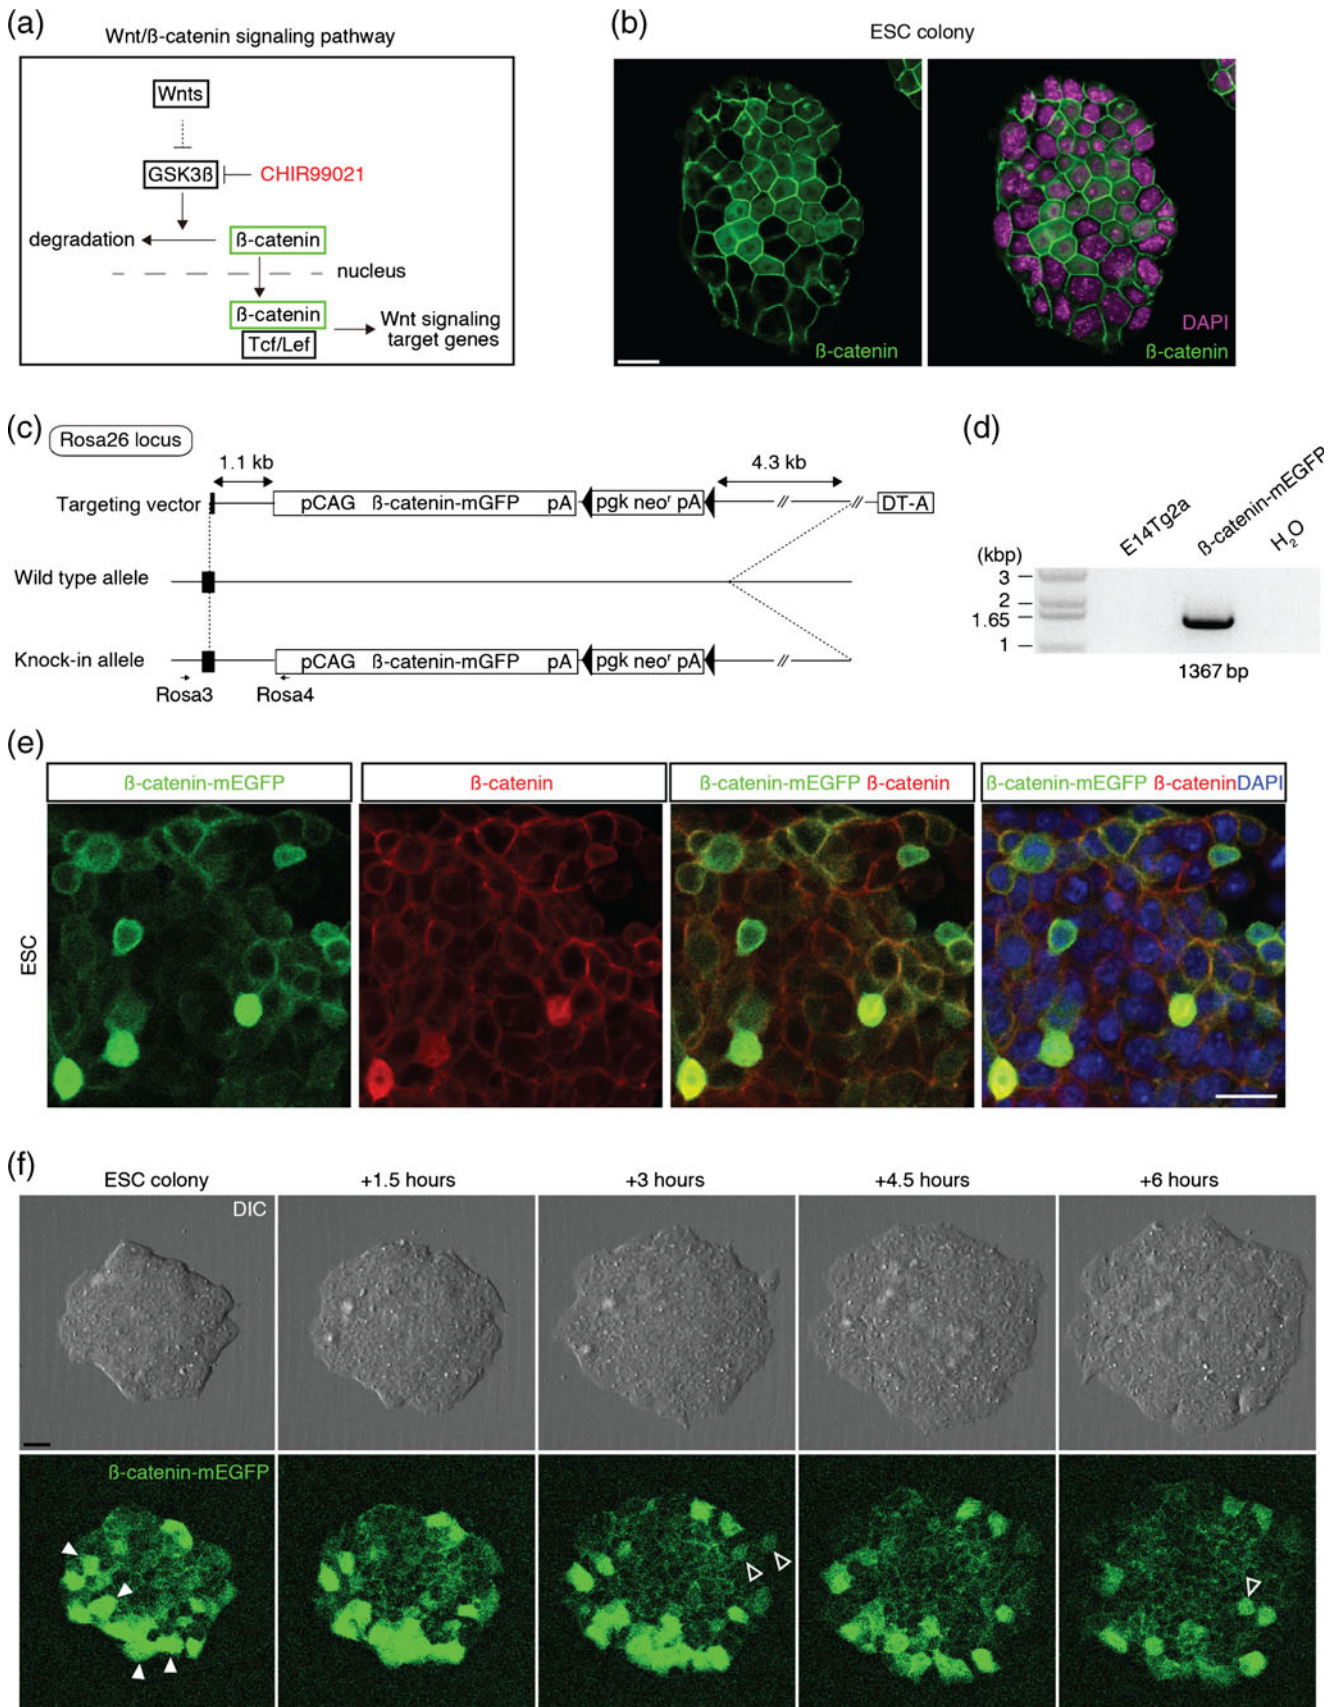 (a)
Wnt/ß-catenin signaling pathway
Wnts
GSK3ß
CHIR99021
degradation
ß-catenin
nucleus
ß-catenin
Tcf/Lef
Wnt signaling
target genes
(b)
ESC colony
ß-catenin
DAPI
ß-catenin
(c)
Rosa26 locus
1.1 kb
4.3 kb
Targeting vector
pCAG ß-catenin-mGFP pA
pgk neoʳ pA
DT-A
Wild type allele
Knock-in allele
pCAG ß-catenin-mGFP pA
pgk neoʳ pA
Rosa3
Rosa4
(d)
E14Tg2a
ß-catenin-mEGFP
H₂O
(kbp)
3
2
1.65
1
1367 bp
(e)
ß-catenin-mEGFP
ß-catenin
ß-catenin-mEGFP ß-catenin
ß-catenin-mEGFP ß-cateninDAPI
ESC
(f)
ESC colony
+1.5 hours
+3 hours
+4.5 hours
+6 hours
DIC
ß-catenin-mEGFP